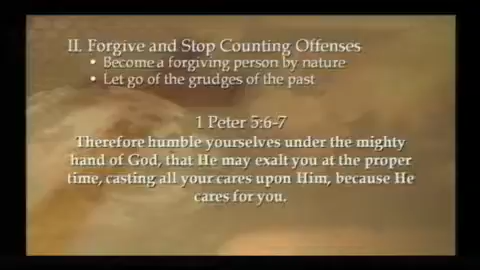 II. Forgive and Stop Counting Offenses
• Become a forgiving person by nature
• Let go of the grudges of the past
1 Peter 5:6-7
Therefore humble yourselves under the mighty
hand of God, that He may exalt you at the proper
time, casting all your cares upon Him, because He
cares for you.